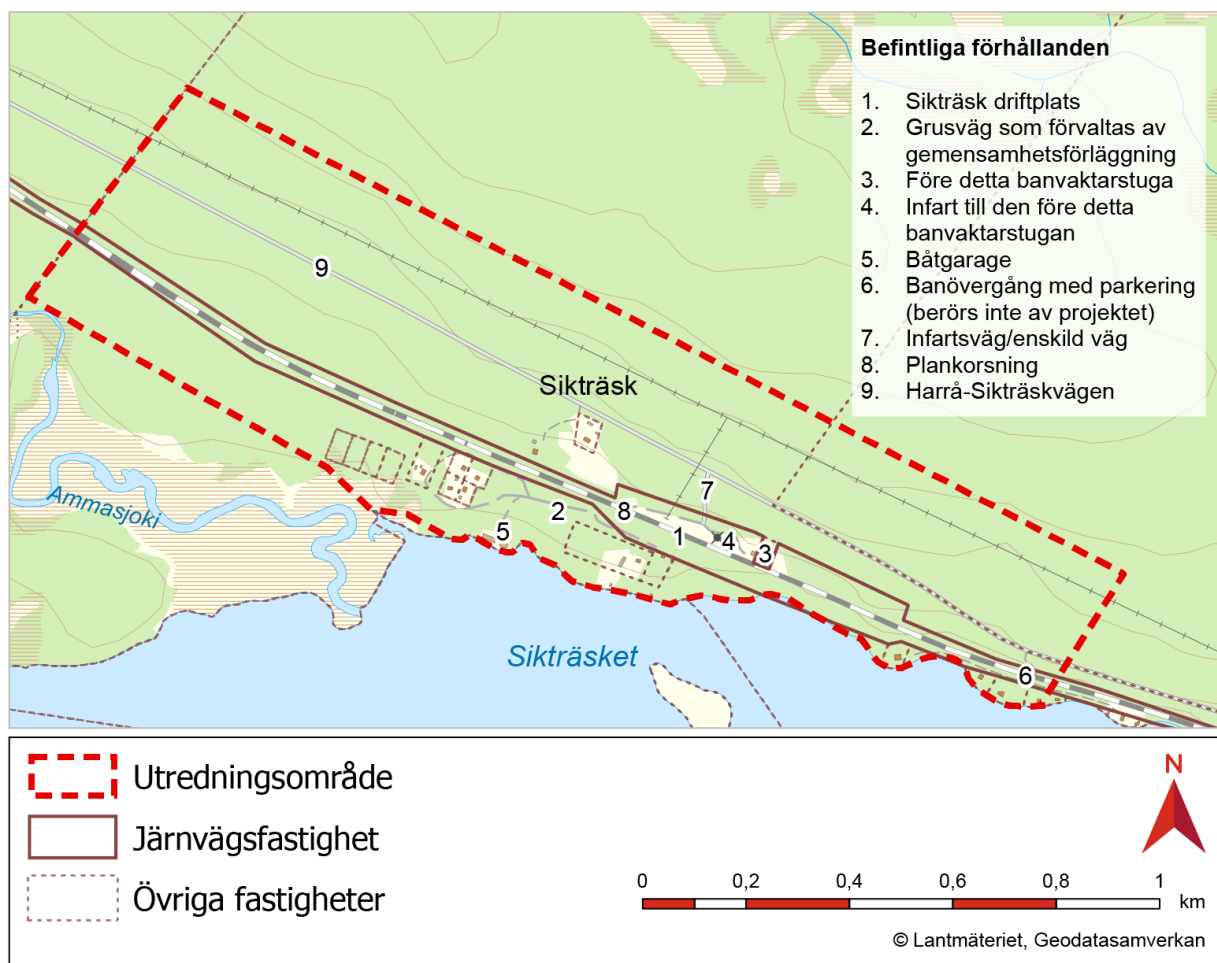 Befintliga förhållanden
1. Sikträsk driftplats
2. Grusväg som förvaltas av
gemensamhetsförläggning
3. Före detta banvaktarstuga
4. Infart till den före detta
banvaktarstugan
5. Båtgarage
6. Banövergång med parkering
(berörs inte av projektet)
7. Infartsväg/enskild väg
8. Plankorsning
9. Harrå-Sikträskvägen
9
Sikträsk
7
2
8
5
1
4
3
Ammasjoki
Sikträsket
6
Utredningsområde
Järnvägsfastighet
Övriga fastigheter
N
0 0,2 0,4 0,6 0,8 1
km
© Lantmäteriet, Geodatasamverkan